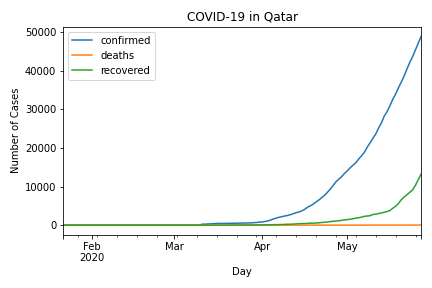 COVID-19 in Qatar
confirmed
deaths
recovered
Number of Cases
50000
40000
30000
20000
10000
0
Feb
2020
Mar
Apr
May
Day